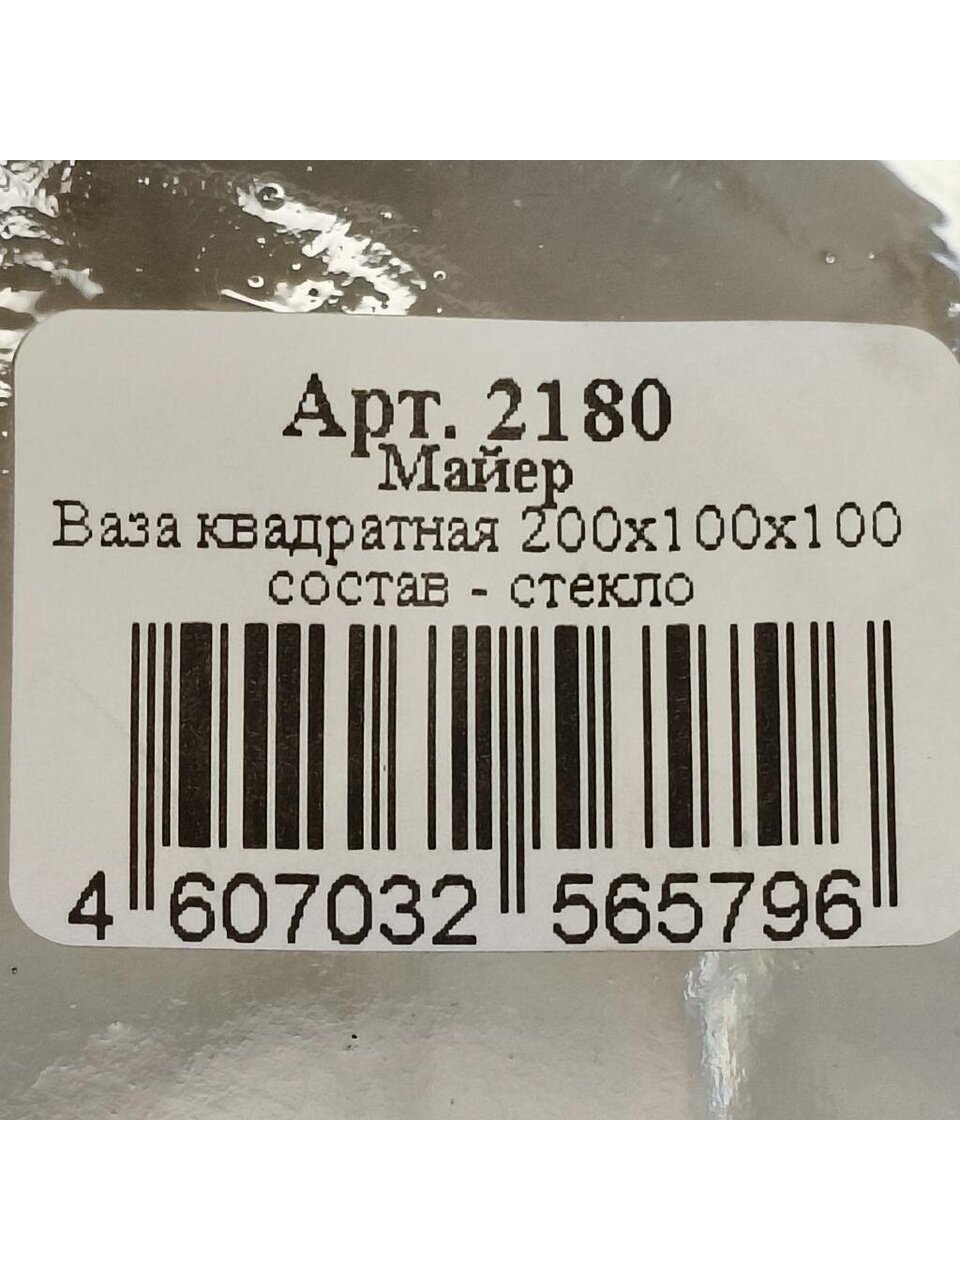 Арт. 2180
Майер
Ваза квадратная 200х100х100
состав - стекло
4 607032 565796